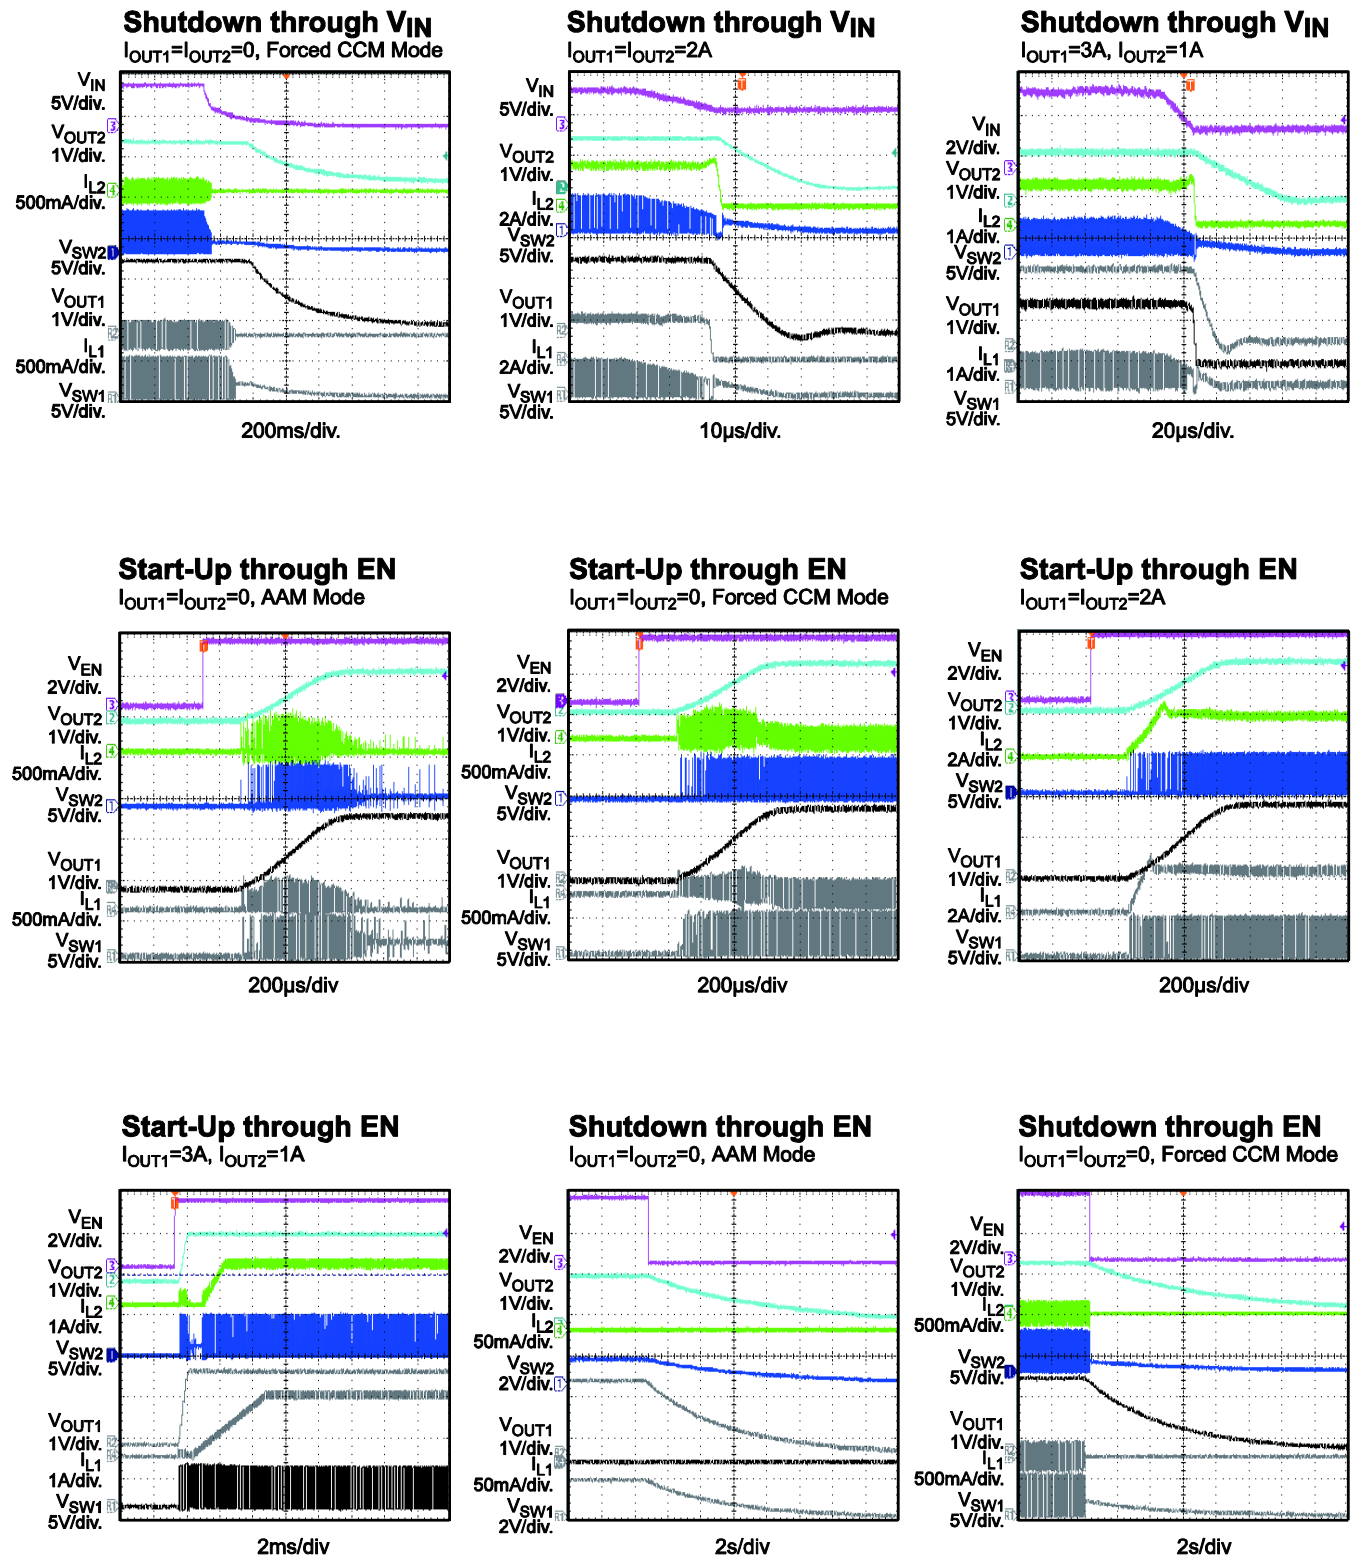 Shutdown through VIN
IOUT1=IOUT2=0, Forced CCM Mode
VIN
5V/div.
VOUT2
1V/div.
IL2
500mA/div.
VSW2
5V/div.
VOUT1
1V/div.
IL1
500mA/div.
VSW1
5V/div.
200ms/div.
Shutdown through VIN
IOUT1=IOUT2=2A
VIN
5V/div.
VOUT2
1V/div.
IL2
2A/div.
VSW2
5V/div.
VOUT1
1V/div.
IL1
2A/div.
VSW1
5V/div.
10µs/div.
Shutdown through VIN
IOUT1=3A, IOUT2=1A
VIN
2V/div.
VOUT2
1V/div.
IL2
1A/div.
VSW2
5V/div.
VOUT1
1V/div.
IL1
1A/div.
VSW1
5V/div.
20µs/div.
Start-Up through EN
IOUT1=IOUT2=0, AAM Mode
VEN
2V/div.
VOUT2
1V/div.
IL2
500mA/div.
VSW2
5V/div.
VOUT1
1V/div.
IL1
500mA/div.
VSW1
5V/div.
200µs/div
Start-Up through EN
IOUT1=IOUT2=0, Forced CCM Mode
VEN
2V/div.
VOUT2
1V/div.
IL2
500mA/div.
VSW2
5V/div.
VOUT1
1V/div.
IL1
500mA/div.
VSW1
5V/div.
200µs/div
Start-Up through EN
IOUT1=IOUT2=2A
VEN
2V/div.
VOUT2
1V/div.
IL2
2A/div.
VSW2
5V/div.
VOUT1
1V/div.
IL1
2A/div.
VSW1
5V/div.
200µs/div
Start-Up through EN
IOUT1=3A, IOUT2=1A
VEN
2V/div.
VOUT2
1V/div.
IL2
1A/div.
VSW2
5V/div.
VOUT1
1V/div.
IL1
1A/div.
VSW1
5V/div.
2ms/div
Shutdown through EN
IOUT1=IOUT2=0, AAM Mode
VEN
2V/div.
VOUT2
1V/div.
IL2
50mA/div.
VSW2
2V/div.
VOUT1
1V/div.
IL1
50mA/div.
VSW1
2V/div.
2s/div
Shutdown through EN
IOUT1=IOUT2=0, Forced CCM Mode
VEN
2V/div.
VOUT2
1V/div.
IL2
500mA/div.
VSW2
5V/div.
VOUT1
1V/div.
IL1
500mA/div.
VSW1
5V/div.
2s/div